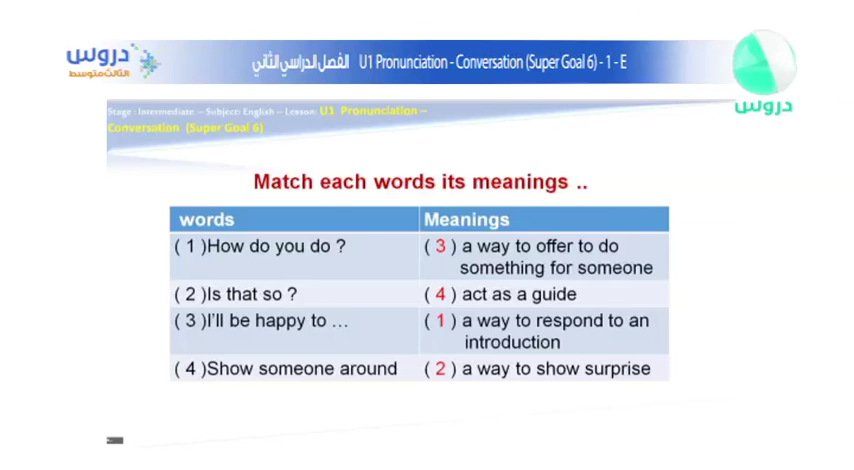 دروس
الثالث متوسط
U1 Pronunciation - Conversation (Super Goal 6) - 1 - E الفصل الدراسي الثاني
دروس
Stage : Intermediate – Subject: English – Lesson: U1 Pronunciation –
Conversation (Super Goal 6)
Match each words its meanings ..
words Meanings
( 1 )How do you do ? ( 3 ) a way to offer to do
something for someone
( 2 )Is that so ? ( 4 ) act as a guide
( 3 )I'll be happy to … ( 1 ) a way to respond to an
introduction
( 4 )Show someone around ( 2 ) a way to show surprise